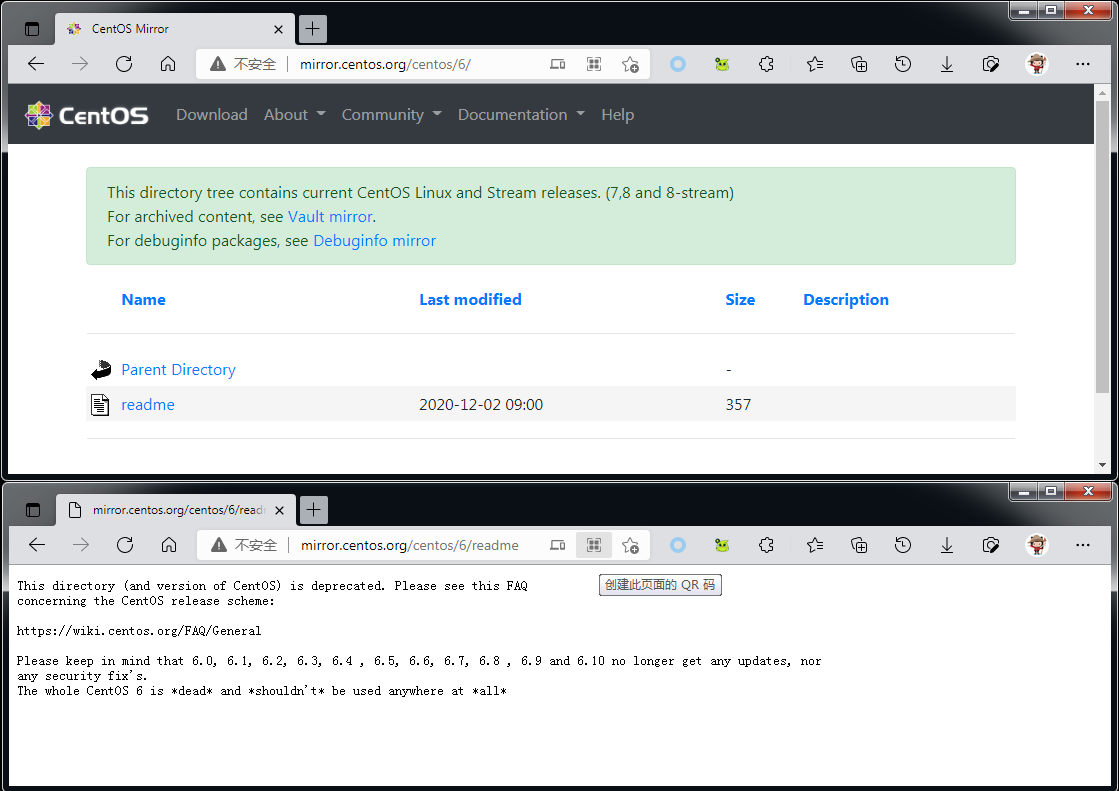 CentOS Mirror
不安全 mirror.centos.org/centos/6/
CentOS Download About Community Documentation Help
This directory tree contains current CentOS Linux and Stream releases. (7,8 and 8-stream)
For archived content, see Vault mirror.
For debuginfo packages, see Debuginfo mirror
Name Last modified Size Description
Parent Directory -
readme 2020-12-02 09:00 357
mirror.centos.org/centos/6/read
不安全 mirror.centos.org/centos/6/readme
创建此页面的 QR 码
This directory (and version of CentOS) is deprecated. Please see this FAQ
concerning the CentOS release scheme:
https://wiki.centos.org/FAQ/General
Please keep in mind that 6.0, 6.1, 6.2, 6.3, 6.4 , 6.5, 6.6, 6.7, 6.8 , 6.9 and 6.10 no longer get any updates, nor
any security fix's.
The whole CentOS 6 is *dead* and *shouldn't* be used anywhere at *all*